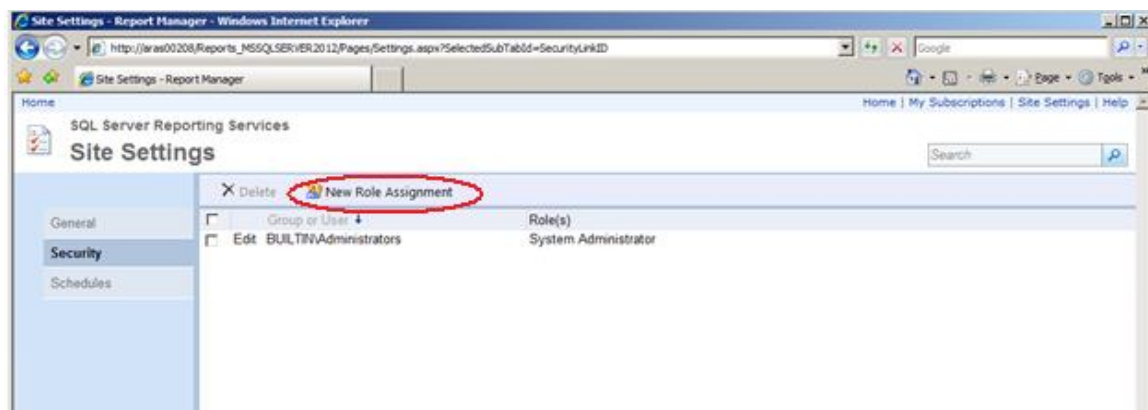 Site Settings - Report Manager - Windows Internet Explorer
http://aras00208/Reports_MSSQLSERVER2012/Pages/Settings.aspx?SelectedSubTabId=SecurityLinkID
Google
Site Settings - Report Manager
Page Tools
Home
Home | My Subscriptions | Site Settings | Help
SQL Server Reporting Services
Site Settings
Search
Delete New Role Assignment
General
Security
Schedules
Group or User Role(s)
Edit BUILTIN\Administrators System Administrator